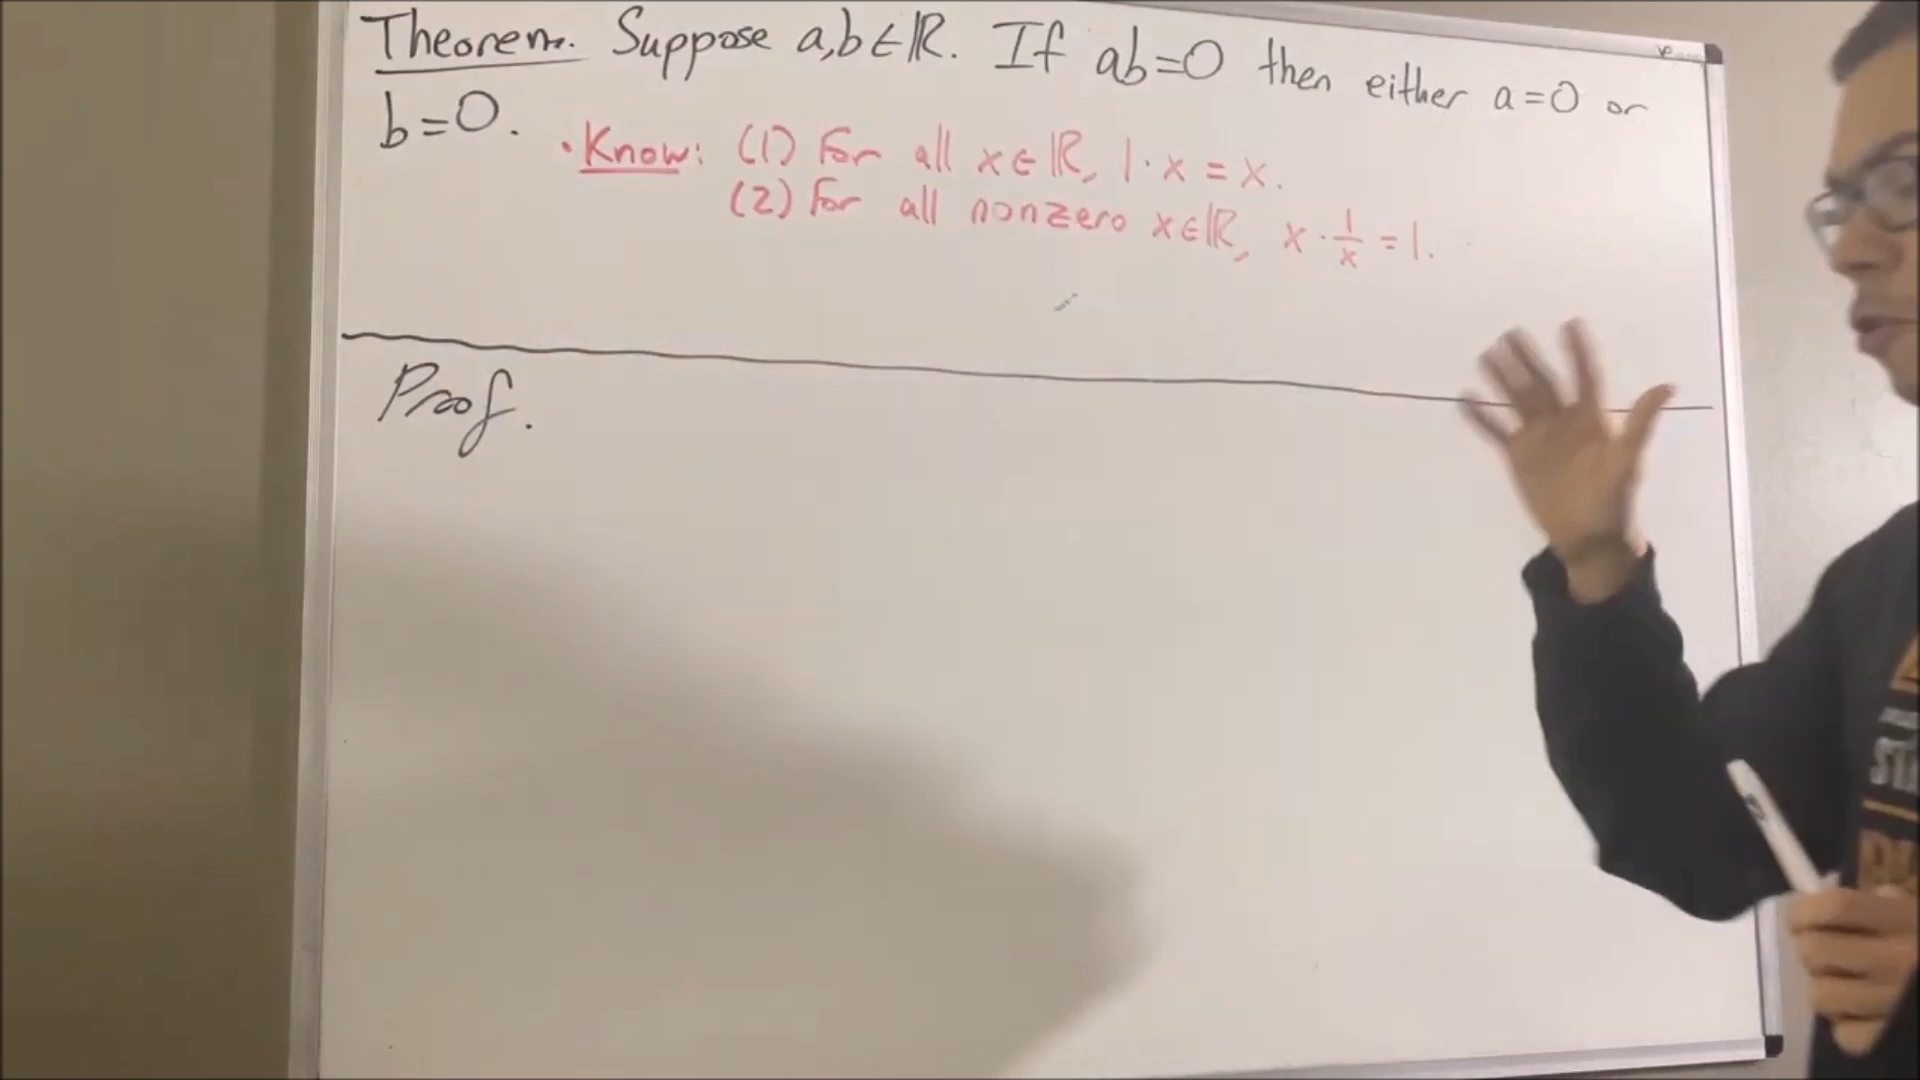 Theorem. Suppose a,b∈ℝ. If ab=0 then either a=0 or
b=0.
• Know: (1) For all x∈ℝ, 1·x = x.
(2) For all nonzero x∈ℝ, x·1/x = 1.
Proof.